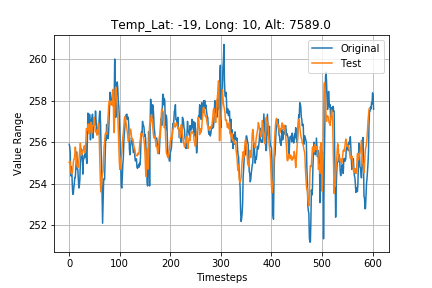 Temp_Lat: -19, Long: 10, Alt: 7589.0
Original
Test
Value Range
260
258
256
254
252
0 100 200 300 400 500 600
Timesteps